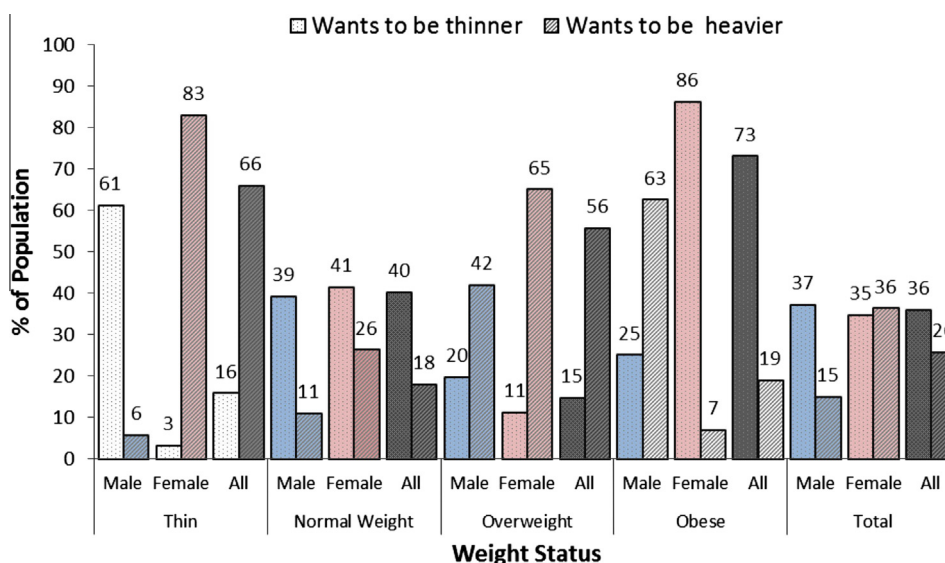 Wants to be thinner Wants to be heavier
% of Population
100
90
80
70
60
50
40
30
20
10
0
61 6 3 83 16 66
39 11 41 26 40 18
20 42 11 65 15 56
25 63 86 7 73 19
37 15 35 36 36
Male Female All Male Female All Male Female All Male Female All Male Female All
Thin Normal Weight Overweight Obese Total
Weight Status